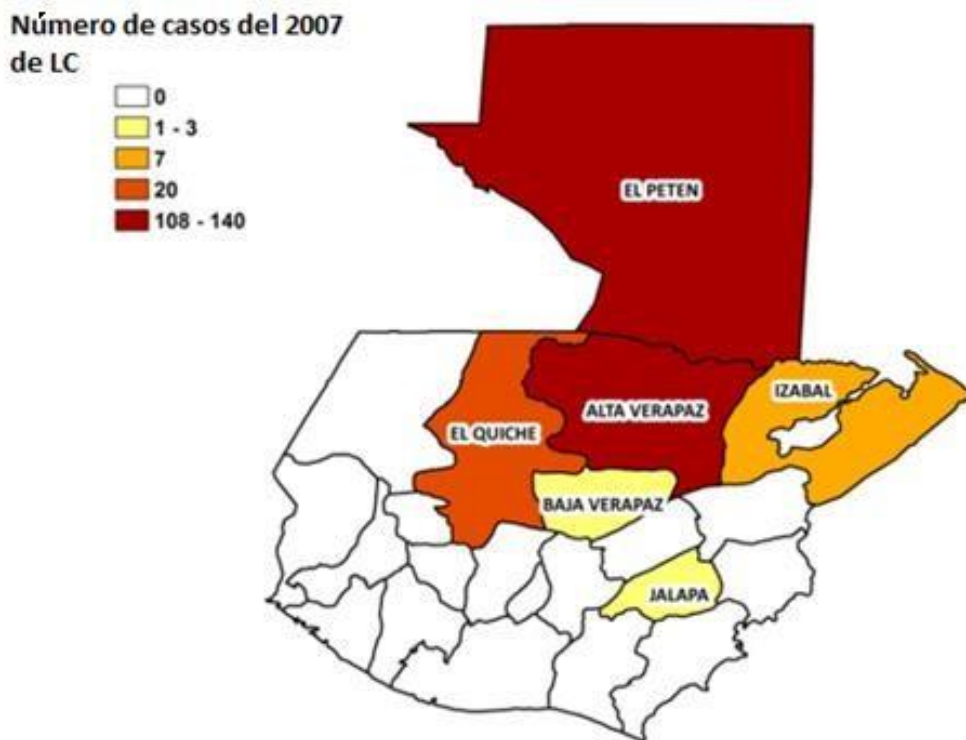 Número de casos del 2007
de LC
0
1 - 3
7
20
108 - 140
EL PETEN
IZABAL
ALTA VERAPAZ
EL QUICHE
BAJA VERAPAZ
JALAPA